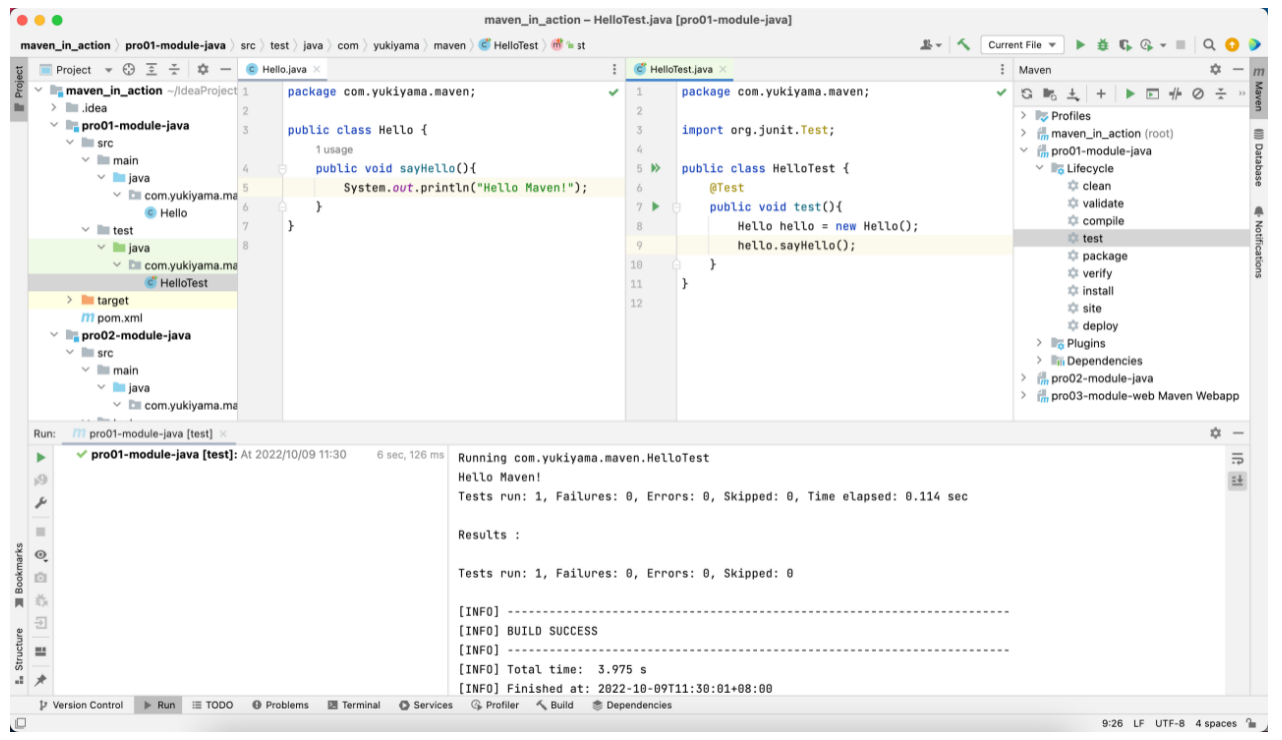 maven_in_action – HelloTest.java [pro01-module-java]
maven_in_action 〉 pro01-module-java 〉 src 〉 test 〉 java 〉 com 〉 yukiyama 〉 maven 〉 HelloTest 〉 st
Current File
Project
Hello.java
HelloTest.java
Maven
Project
maven_in_action ~/IdeaProject
.idea
pro01-module-java
src
main
java
com.yukiyama.ma
Hello
test
java
com.yukiyama.ma
HelloTest
target
pom.xml
pro02-module-java
src
main
java
com.yukiyama.ma
1 package com.yukiyama.maven;
2
3 public class Hello {
1 usage
4 public void sayHello(){
5 System.out.println("Hello Maven!");
6 }
7 }
8
1 package com.yukiyama.maven;
2
3 import org.junit.Test;
4
5 public class HelloTest {
6 @Test
7 public void test(){
8 Hello hello = new Hello();
9 hello.sayHello();
10 }
11 }
12
Profiles
maven_in_action (root)
pro01-module-java
Lifecycle
clean
validate
compile
test
package
verify
install
site
deploy
Plugins
Dependencies
pro02-module-java
pro03-module-web Maven Webapp
Maven
Database
Notifications
Run: pro01-module-java [test]
pro01-module-java [test]: At 2022/10/09 11:30 6 sec, 126 ms
Running com.yukiyama.maven.HelloTest
Hello Maven!
Tests run: 1, Failures: 0, Errors: 0, Skipped: 0, Time elapsed: 0.114 sec
Results :
Tests run: 1, Failures: 0, Errors: 0, Skipped: 0
[INFO] ------------------------------------------------------------------------
[INFO] BUILD SUCCESS
[INFO] ------------------------------------------------------------------------
[INFO] Total time:  3.975 s
[INFO] Finished at: 2022-10-09T11:30:01+08:00
Bookmarks
Structure
Version Control Run TODO Problems Terminal Services Profiler Build Dependencies
9:26 LF UTF-8 4 spaces